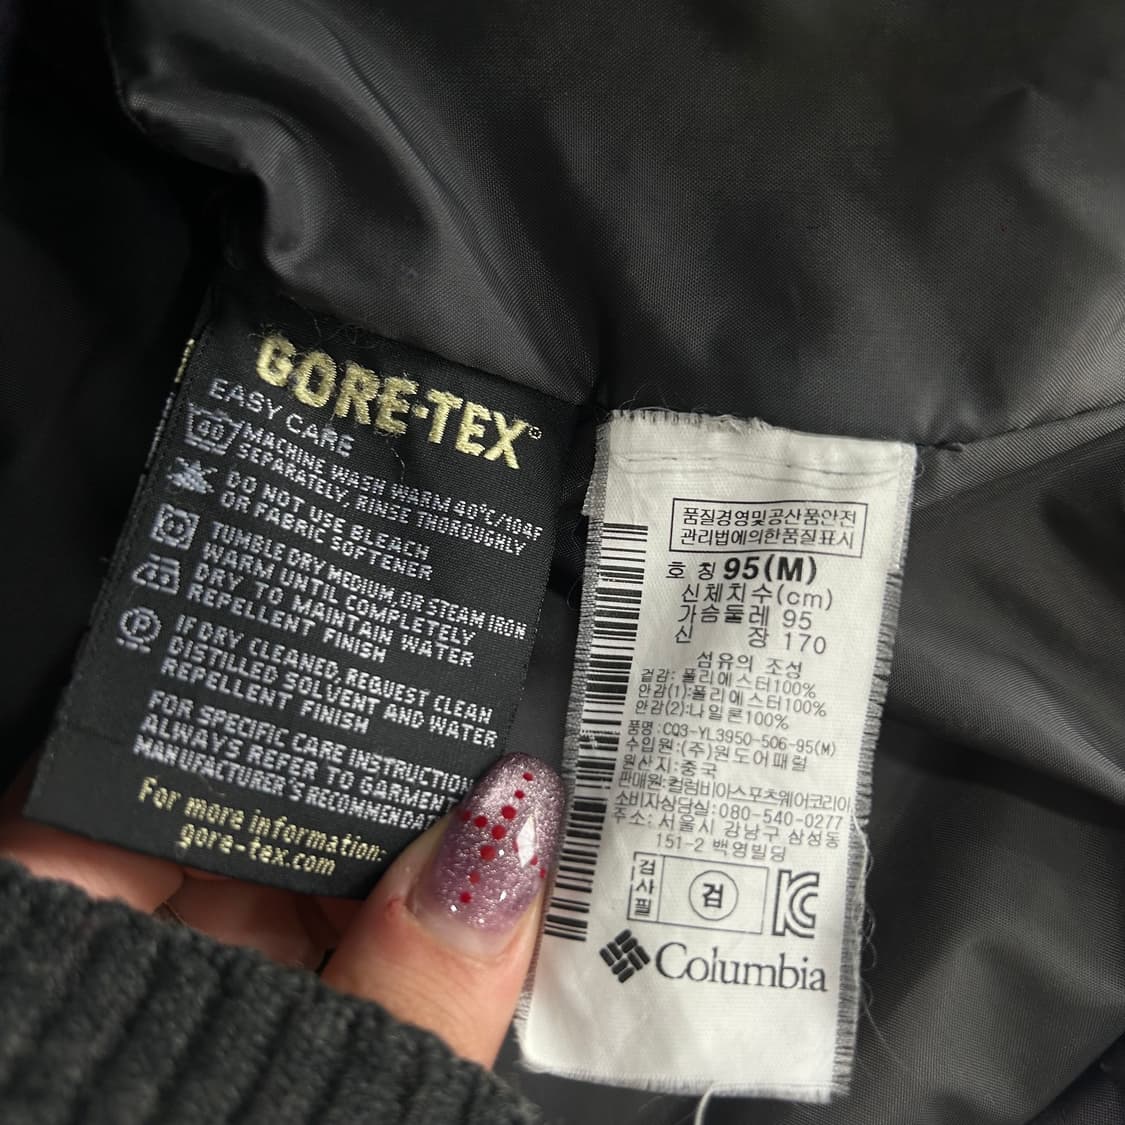 GORE-TEX®
EASY CARE
40
MACHINE WASH WARM 40°C/104F
SEPARATELY, RINSE THOROUGHLY
DO NOT USE BLEACH
OR FABRIC SOFTENER
TUMBLE DRY MEDIUM, OR STEAM IRON
WARM UNTIL COMPLETELY
DRY TO MAINTAIN WATER
REPELLENT FINISH
P
IF DRY CLEANED, REQUEST CLEAN
DISTILLED SOLVENT AND WATER
REPELLENT FINISH
FOR SPECIFIC CARE INSTRUCTION
ALWAYS REFER TO GARMENT
MANUFACTURER'S RECOMMENDAT
For more information:
gore-tex.com
품질경영및공산품안전
관리법에의한품질표시
호 칭 95(M)
신체치수(cm)
가슴둘레 95
신 장 170
섬유의 조성
겉감: 폴리에스터100%
안감(1):폴리에스터100%
안감(2):나일론100%
품명:CQ3-YL3950-506-95(M)
수입원:(주)원도어패럴
원산지:중국
판매원:컬럼비아스포츠웨어코리아
소비자상담실:080-540-0277
주소: 서울시 강남구 삼성동
151-2 백영빌딩
검사필
검
KC
Columbia